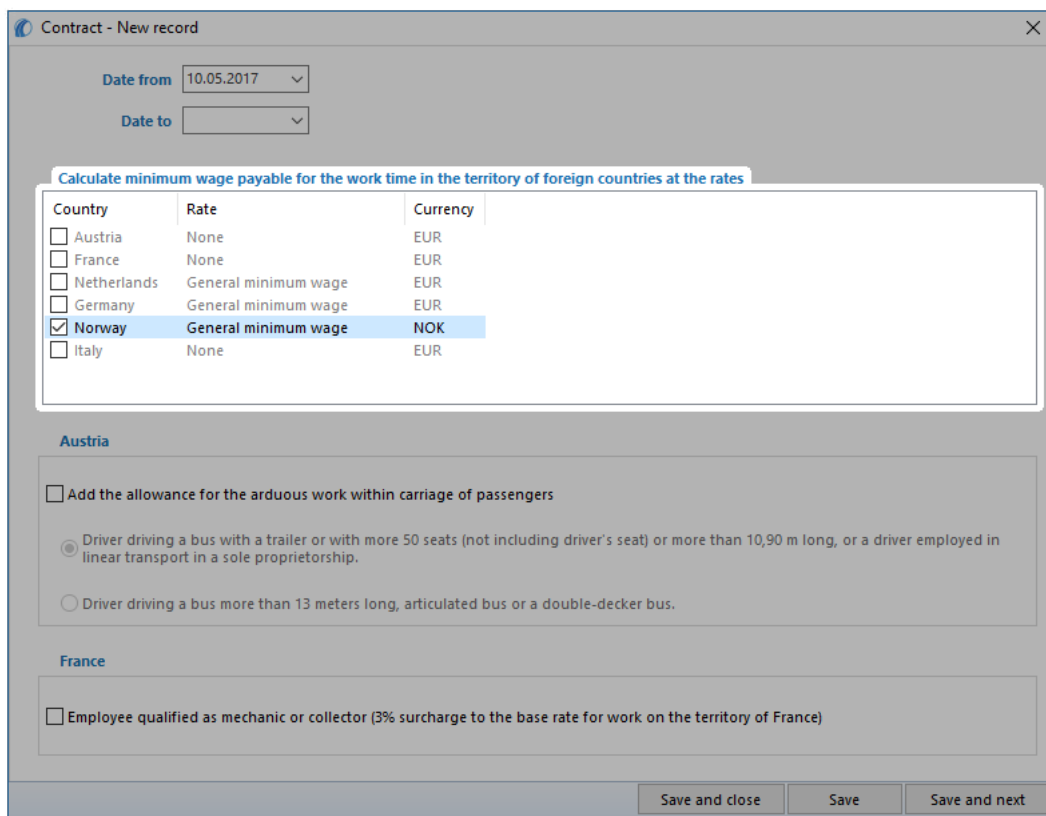 Contract - New record
Date from 10.05.2017
Date to
Calculate minimum wage payable for the work time in the territory of foreign countries at the rates
Country Rate Currency
Austria None EUR
France None EUR
Netherlands General minimum wage EUR
Germany General minimum wage EUR
Norway General minimum wage NOK
Italy None EUR
Austria
Add the allowance for the arduous work within carriage of passengers
Driver driving a bus with a trailer or with more 50 seats (not including driver's seat) or more than 10,90 m long, or a driver employed in
linear transport in a sole proprietorship.
Driver driving a bus more than 13 meters long, articulated bus or a double-decker bus.
France
Employee qualified as mechanic or collector (3% surcharge to the base rate for work on the territory of France)
Save and close Save Save and next